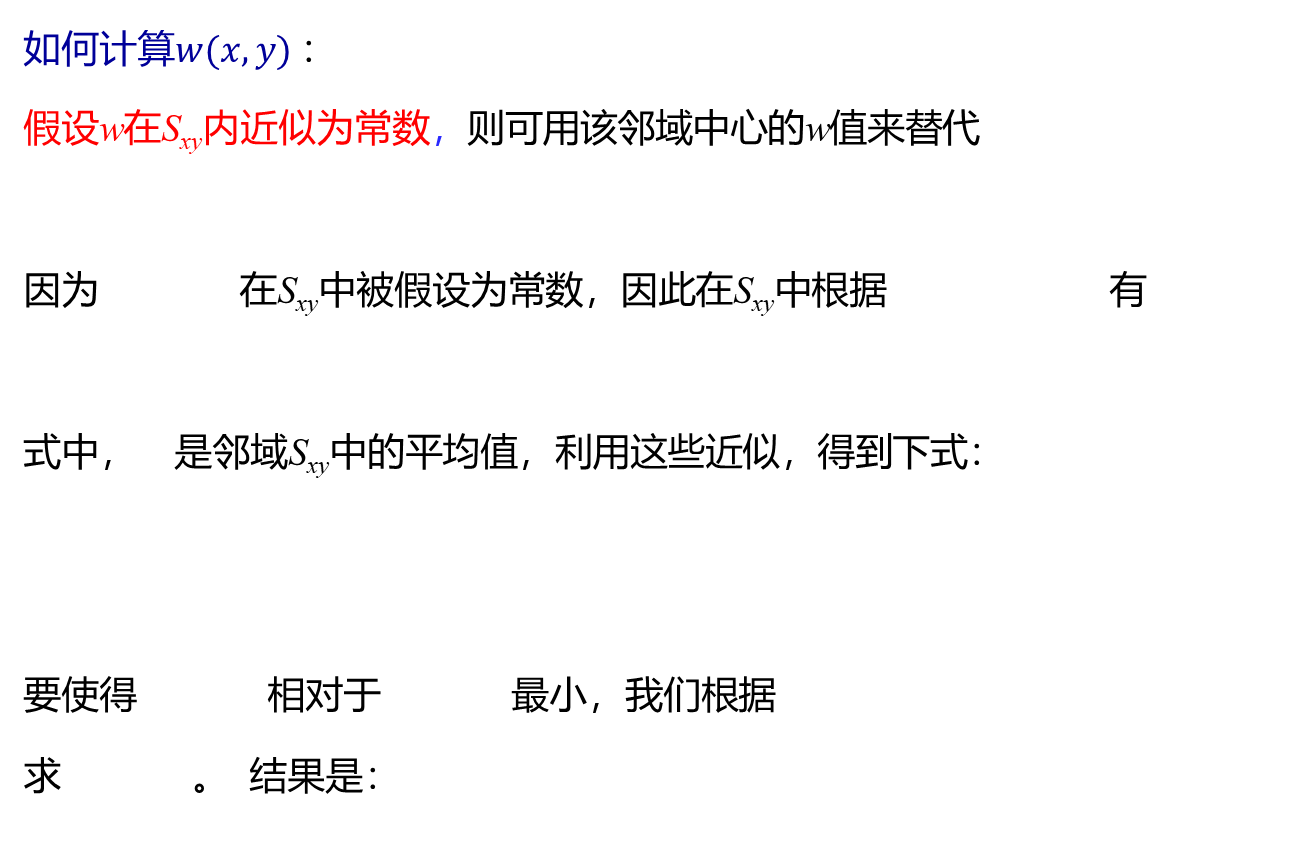 如何计算w(x, y)：
假设w在Sxy内近似为常数，则可用该邻域中心的w值来替代
因为 在Sxy中被假设为常数，因此在Sxy中根据 有
式中， 是邻域Sxy中的平均值，利用这些近似，得到下式：
要使得 相对于 最小，我们根据
求 。 结果是：